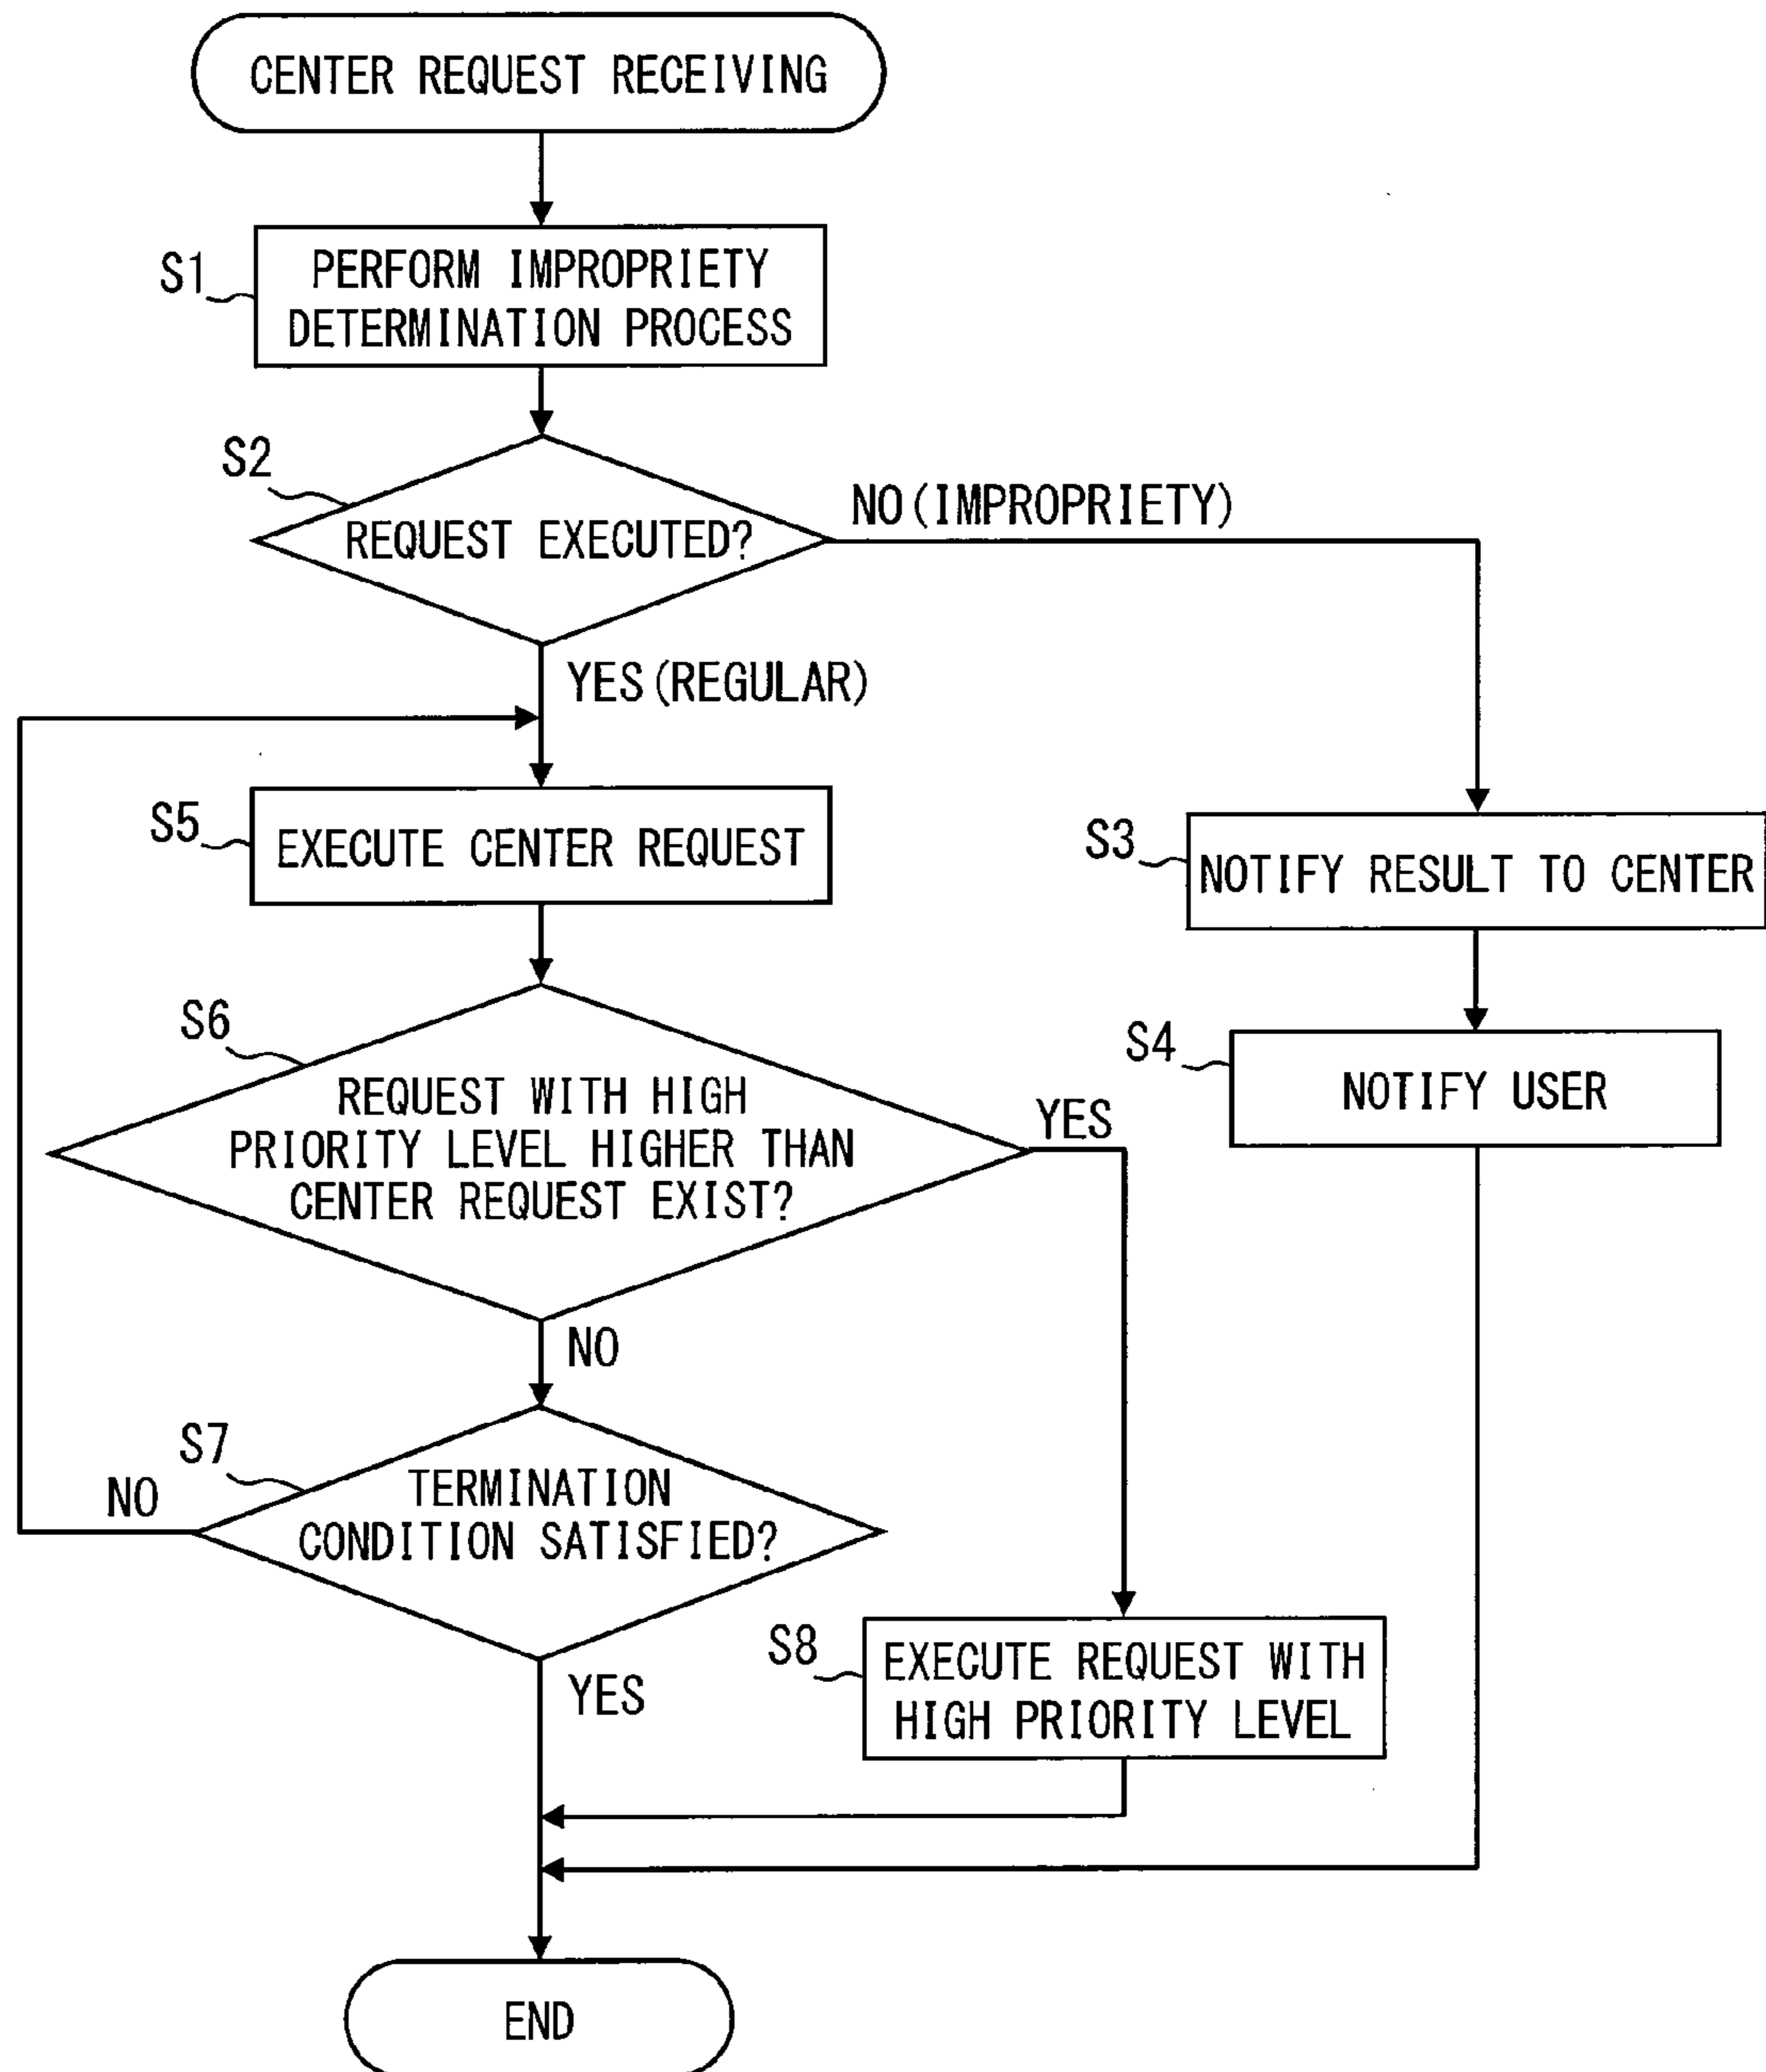 CENTER REQUEST RECEIVING
S1
PERFORM IMPROPRIETY
DETERMINATION PROCESS
S2
REQUEST EXECUTED?
NO(IMPROPRIETY)
YES(REGULAR)
S5
EXECUTE CENTER REQUEST
S3
NOTIFY RESULT TO CENTER
S6
REQUEST WITH HIGH
PRIORITY LEVEL HIGHER THAN
CENTER REQUEST EXIST?
YES
S4
NOTIFY USER
NO
S7
TERMINATION
CONDITION SATISFIED?
NO
YES
S8
EXECUTE REQUEST WITH
HIGH PRIORITY LEVEL
END